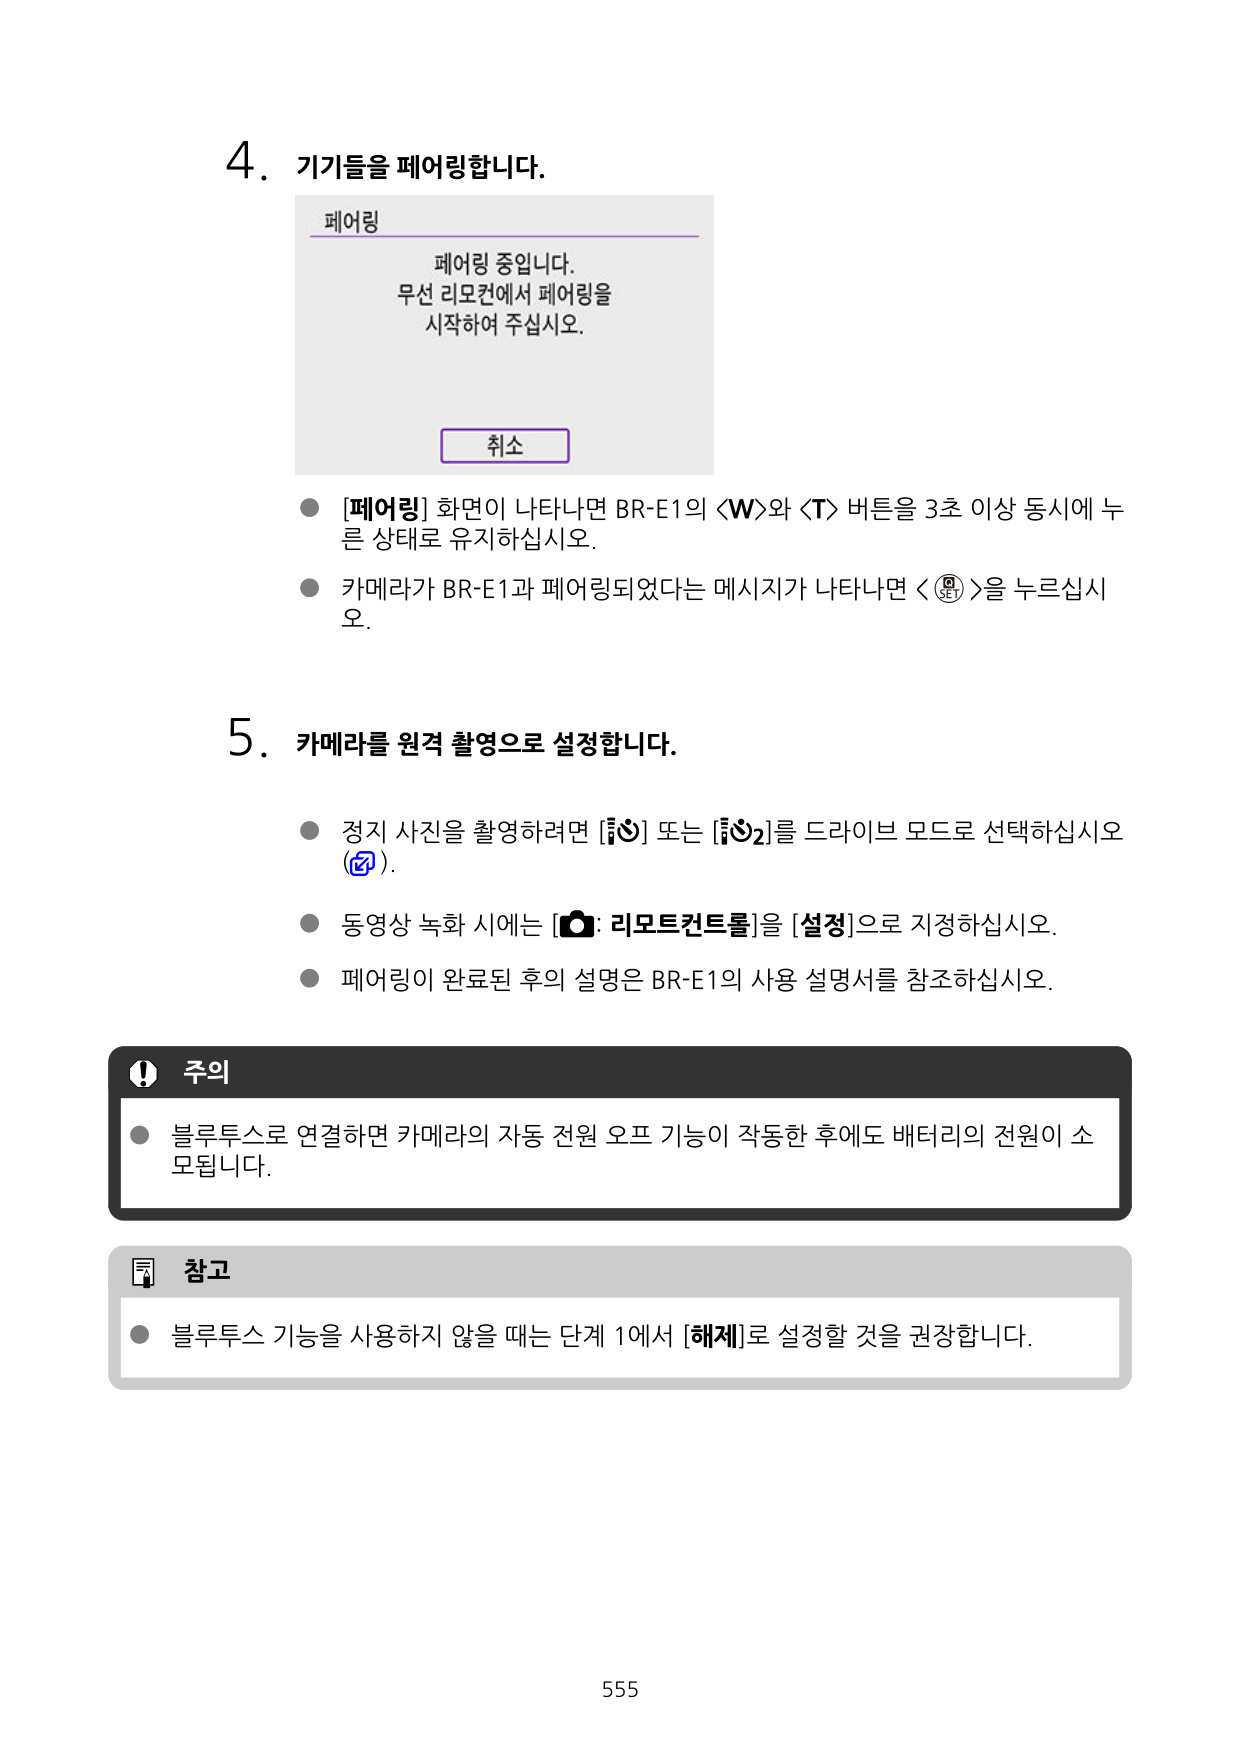 4. 기기들을 페어링합니다.
페어링
페어링 중입니다.
무선 리모컨에서 페어링을
시작하여 주십시오.
취소
● [페어링] 화면이 나타나면 BR-E1의 <W>와 <T> 버튼을 3초 이상 동시에 누
른 상태로 유지하십시오.
● 카메라가 BR-E1과 페어링되었다는 메시지가 나타나면 < Q SET >을 누르십시
오.
5. 카메라를 원격 촬영으로 설정합니다.
● 정지 사진을 촬영하려면 [] 또는 [2]를 드라이브 모드로 선택하십시오
().
● 동영상 녹화 시에는 [: 리모트컨트롤]을 [설정]으로 지정하십시오.
● 페어링이 완료된 후의 설명은 BR-E1의 사용 설명서를 참조하십시오.
주의
● 블루투스로 연결하면 카메라의 자동 전원 오프 기능이 작동한 후에도 배터리의 전원이 소
모됩니다.
참고
● 블루투스 기능을 사용하지 않을 때는 단계 1에서 [해제]로 설정할 것을 권장합니다.
555